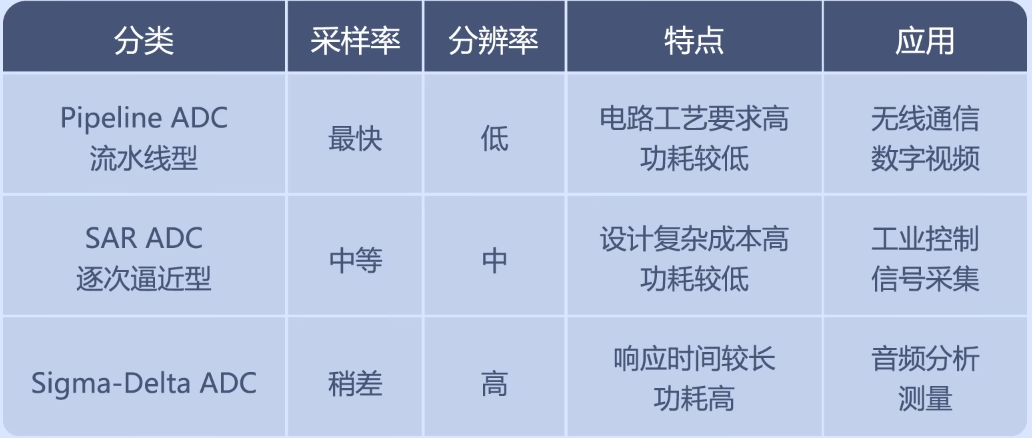 分类 采样率 分辨率 特点 应用
Pipeline ADC
流水线型
最快
低
电路工艺要求高
功耗较低
无线通信
数字视频
SAR ADC
逐次逼近型
中等
中
设计复杂成本高
功耗较低
工业控制
信号采集
Sigma-Delta ADC
稍差
高
响应时间较长
功耗高
音频分析
测量